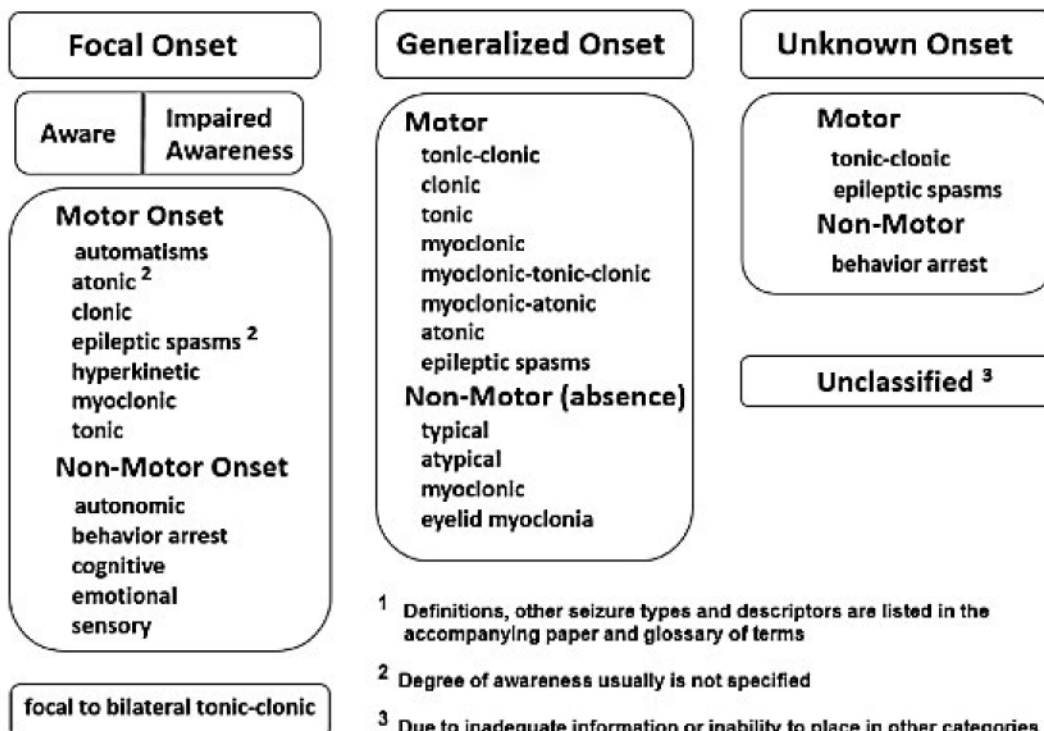 Focal Onset
Aware
Impaired
Awareness
Motor Onset
automatisms
atonic 2
clonic
epileptic spasms 2
hyperkinetic
myoclonic
tonic
Non-Motor Onset
autonomic
behavior arrest
cognitive
emotional
sensory
focal to bilateral tonic-clonic
Generalized Onset
Motor
tonic-clonic
clonic
tonic
myoclonic
myoclonic-tonic-clonic
myoclonic-atonic
atonic
epileptic spasms
Non-Motor (absence)
typical
atypical
myoclonic
eyelid myoclonia
Unknown Onset
Motor
tonic-clonic
epileptic spasms
Non-Motor
behavior arrest
Unclassified 3
1 Definitions, other seizure types and descriptors are listed in the
accompanying paper and glossary of terms
2 Degree of awareness usually is not specified
3 Due to inadequate information or inability to place in other categories